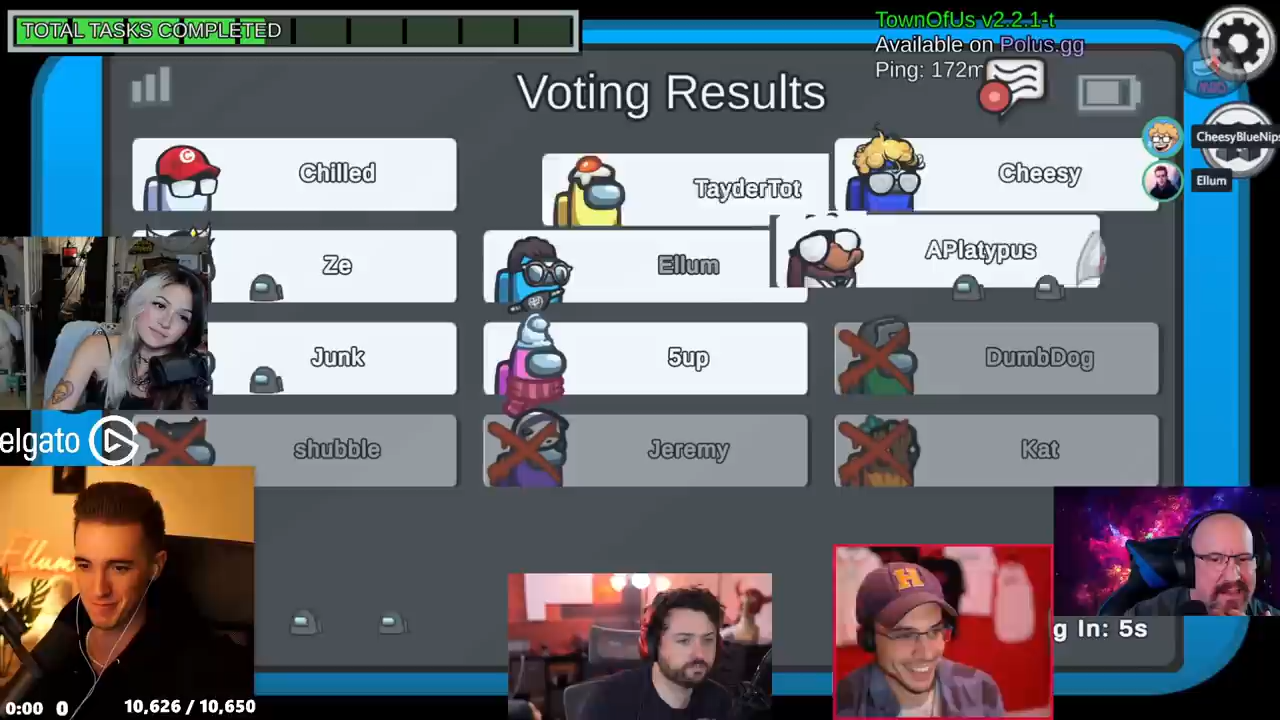 TOTAL TASKS COMPLETED
TownOfUs v2.2.1-t
Available on Polus.gg
Ping: 172m
Voting Results
Chilled
TayderTot
Cheesy
CheesyBlueNips
Ellum
Ze
Ellum
APlatypus
Junk
5up
DumbDog
elgato
shubble
Jeremy
Kat
Ellum
H
g In: 5s
0:00 0
10,626 / 10,650